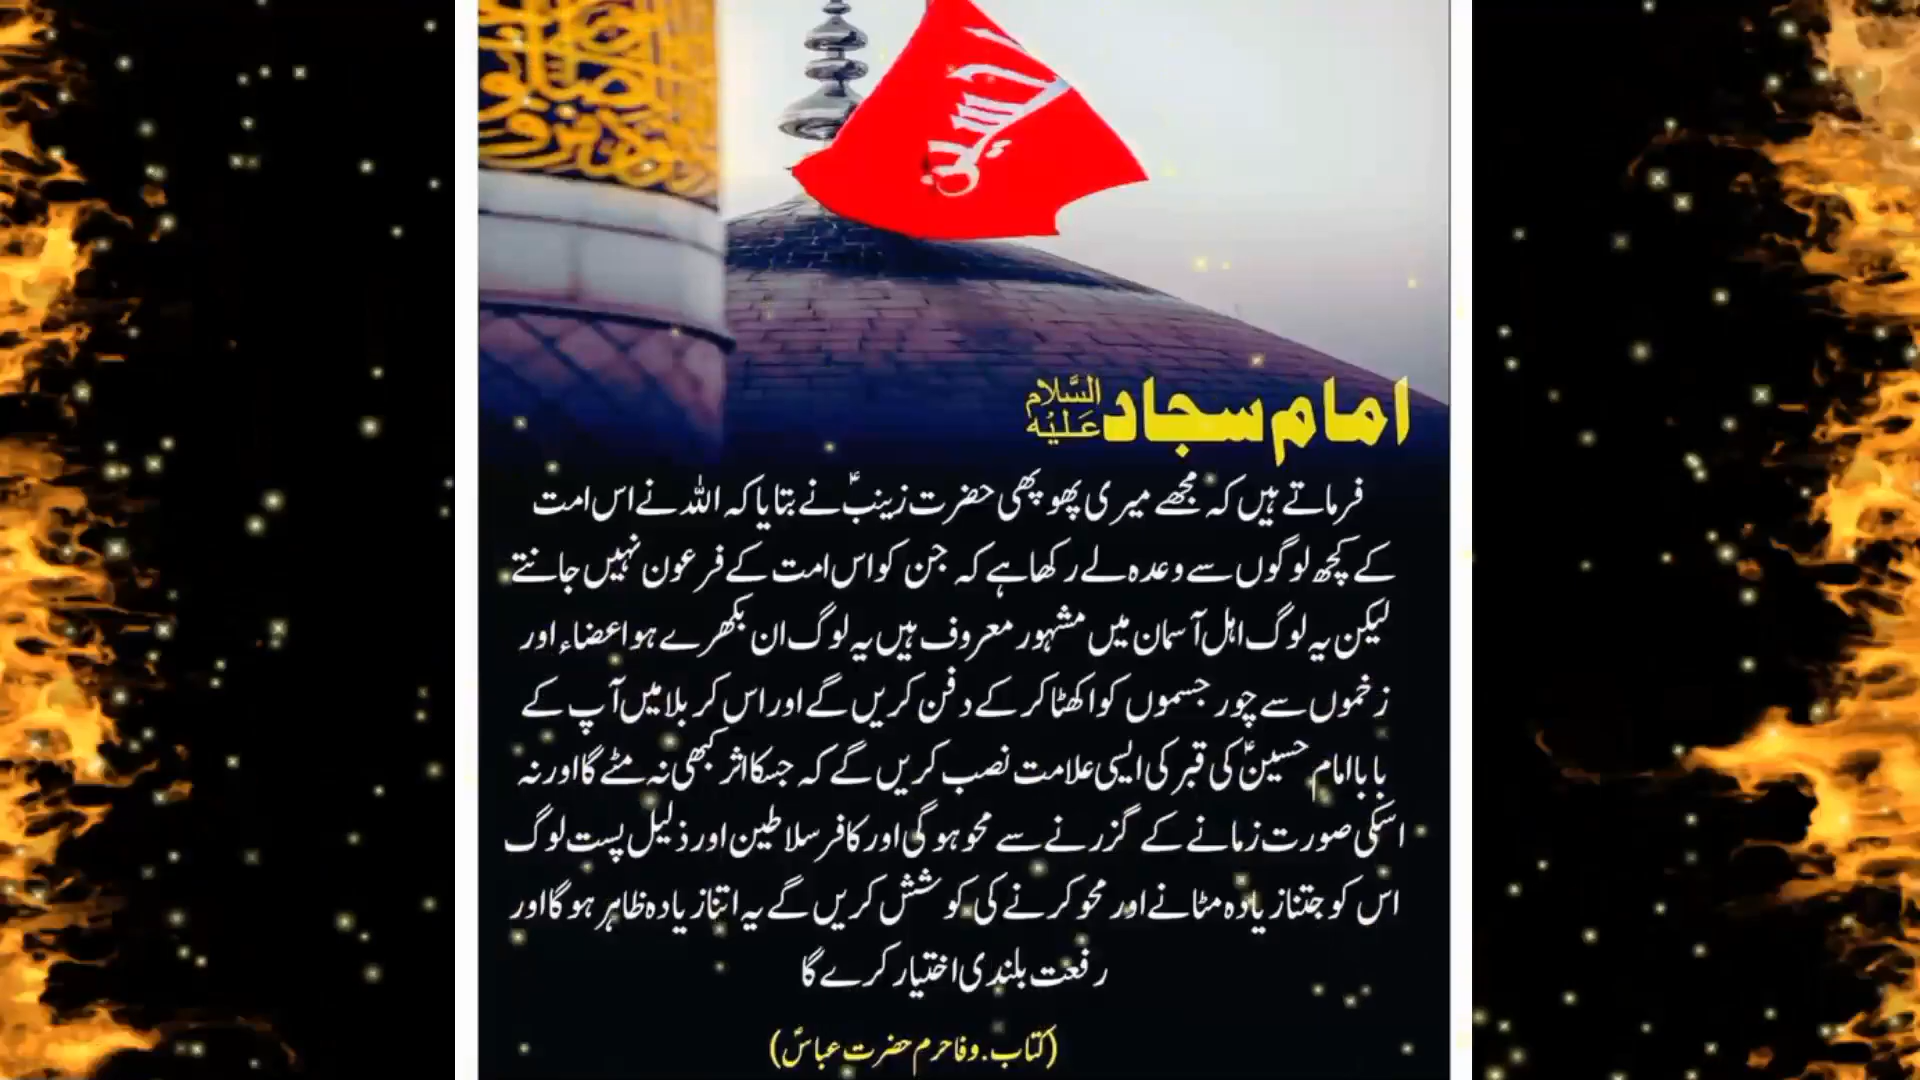 الحسین
امام سجاد عَلَیْہِ السَّلام
فرماتے ہیں کہ مجھے میری پھوپھی حضرت زینبؑ نے بتایا کہ اللہ نے اس امت
کے کچھ لوگوں سے وعدہ لے رکھا ہے کہ جن کو اس امت کے فرعون نہیں جانتے
لیکن یہ لوگ اہل آسمان میں مشہور معروف ہیں یہ لوگ ان بکھرے ہو اعضاء اور
زخموں سے چور جسموں کو اکھٹا کر کے دفن کریں گے اور اس کربلا میں آپ کے
بابا امام حسینؑ کی قبر کی ایسی علامت نصب کریں گے کہ جسکا اثر کبھی نہ مٹے گا اور نہ
اسکی صورت زمانے کے گزرنے سے محو ہو گی اور کافر سلاطین اور ذلیل پست لوگ
اس کو جتنا زیادہ مٹانے اور محو کرنے کی کوشش کریں گے یہ اتنا زیادہ ظاہر ہو گا اور
رفعت بلندی اختیار کرے گا
(کتاب. وفا حرم حضرت عباسؑ)